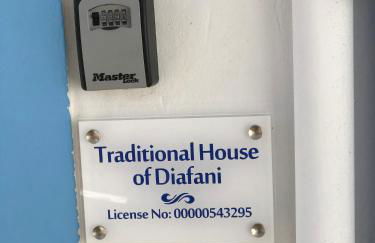 Master
Lock
Traditional House
of Diafani
License No: 00000543295